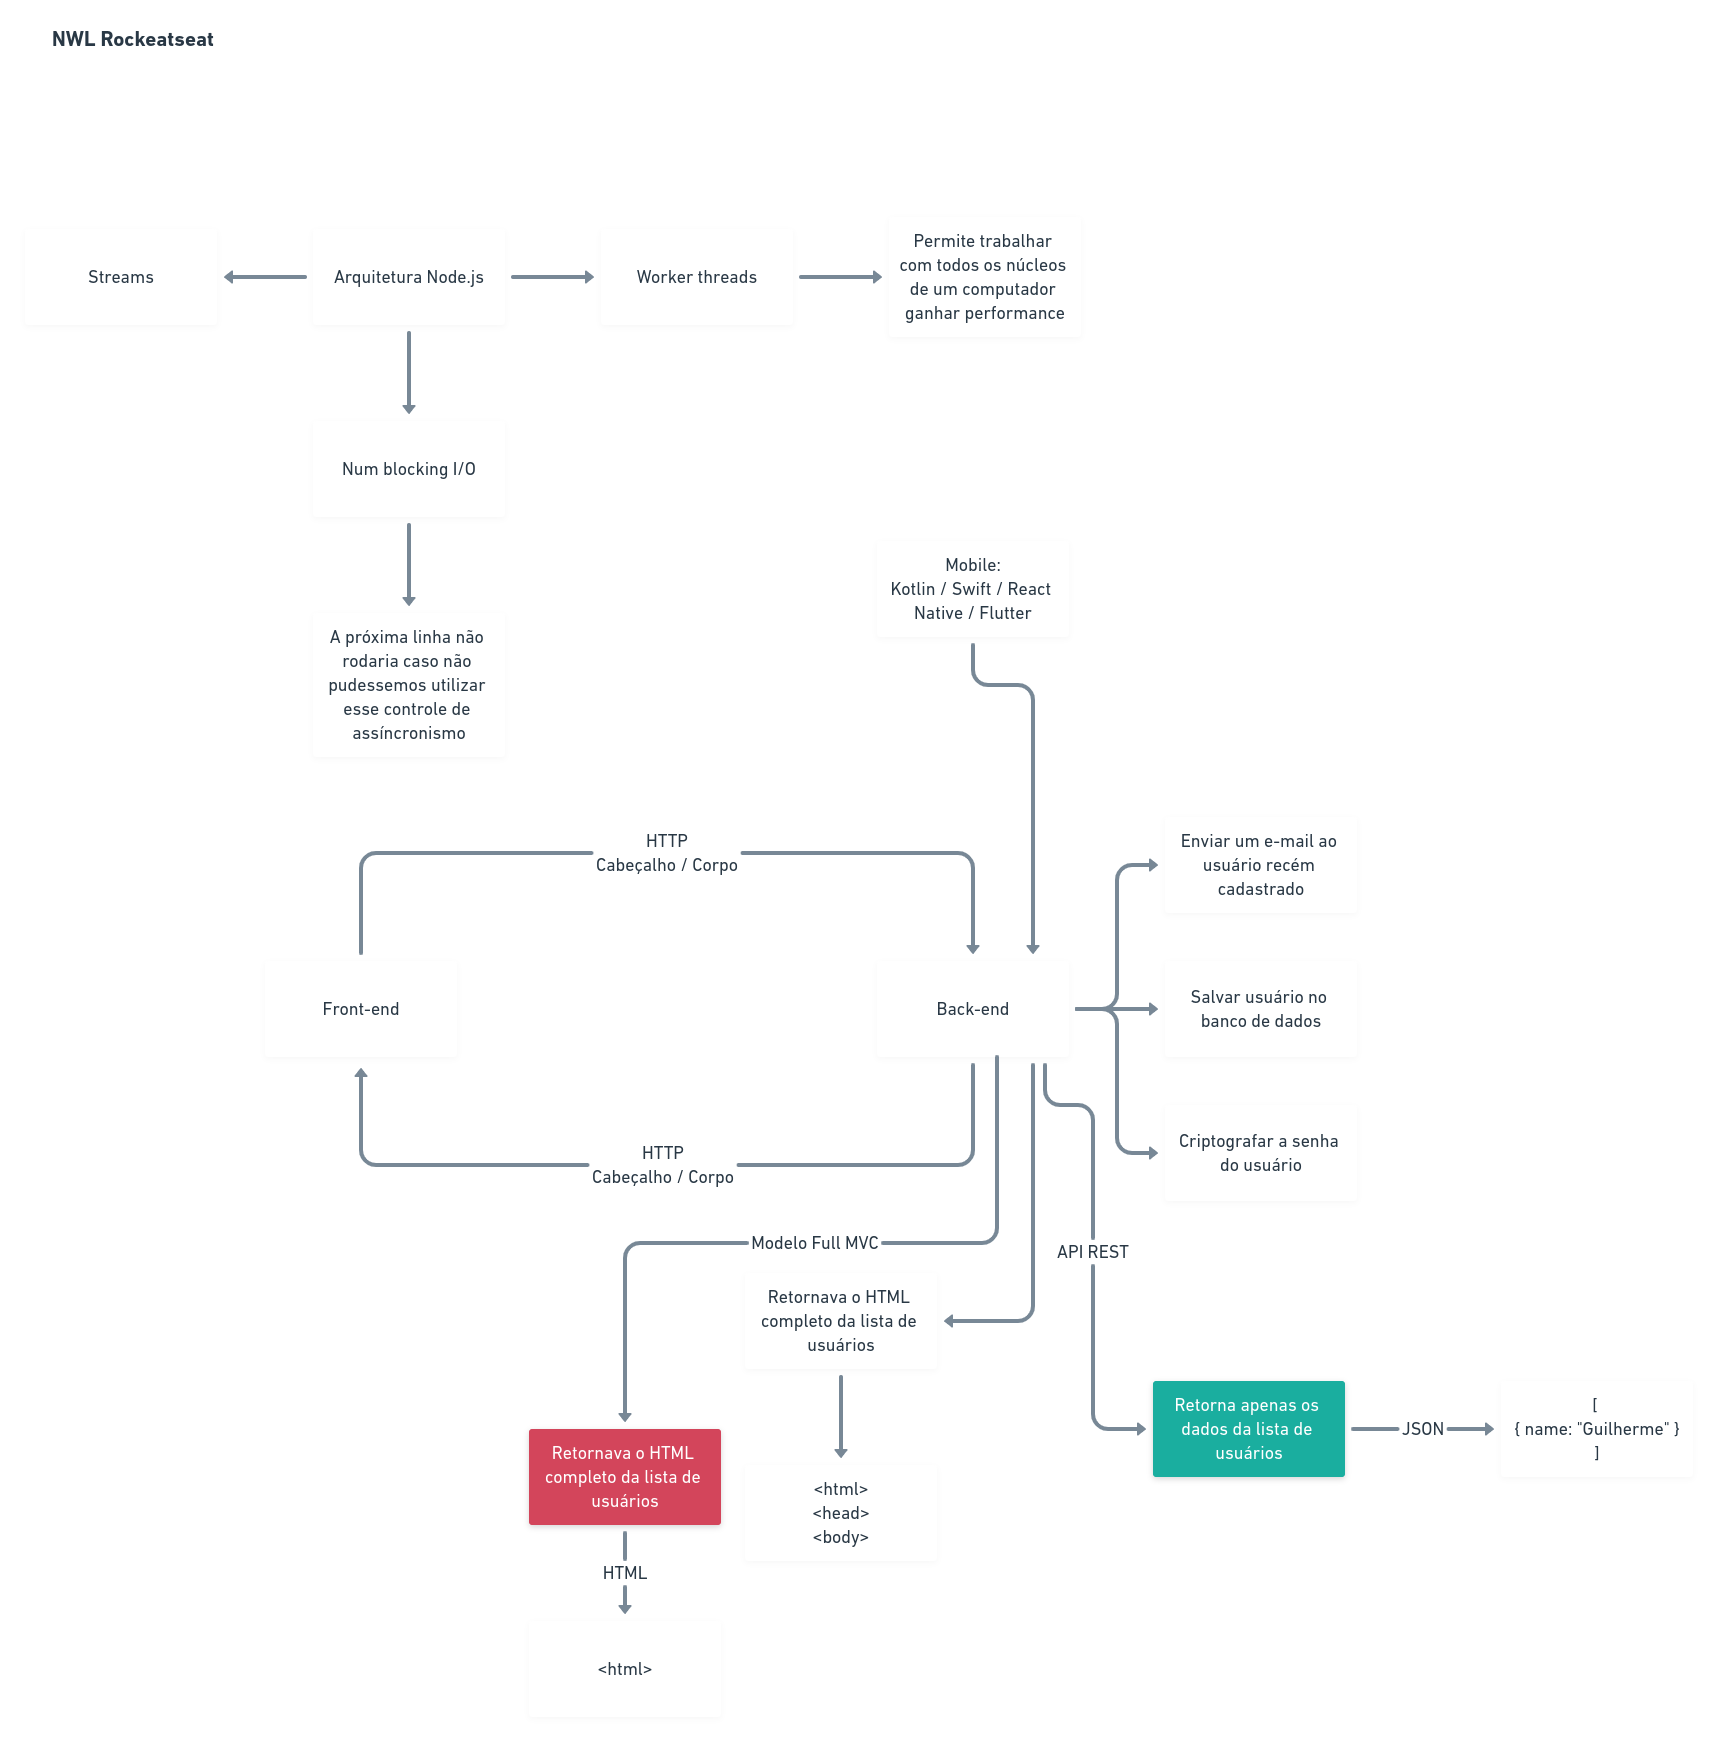 NWL Rockeatseat
Streams
Arquitetura Node.js
Worker threads
Permite trabalhar
com todos os núcleos
de um computador
ganhar performance
Num blocking I/O
A próxima linha não
rodaria caso não
pudessemos utilizar
esse controle de
assíncronismo
Mobile:
Kotlin / Swift / React
Native / Flutter
HTTP
Cabeçalho / Corpo
Front-end
Back-end
Enviar um e-mail ao
usuário recém
cadastrado
Salvar usuário no
banco de dados
Criptografar a senha
do usuário
HTTP
Cabeçalho / Corpo
Modelo Full MVC
API REST
Retornava o HTML
completo da lista de
usuários
Retorna apenas os
dados da lista de
usuários
JSON
[
{ name: "Guilherme" }
]
Retornava o HTML
completo da lista de
usuários
<html>
<head>
<body>
HTML
<html>